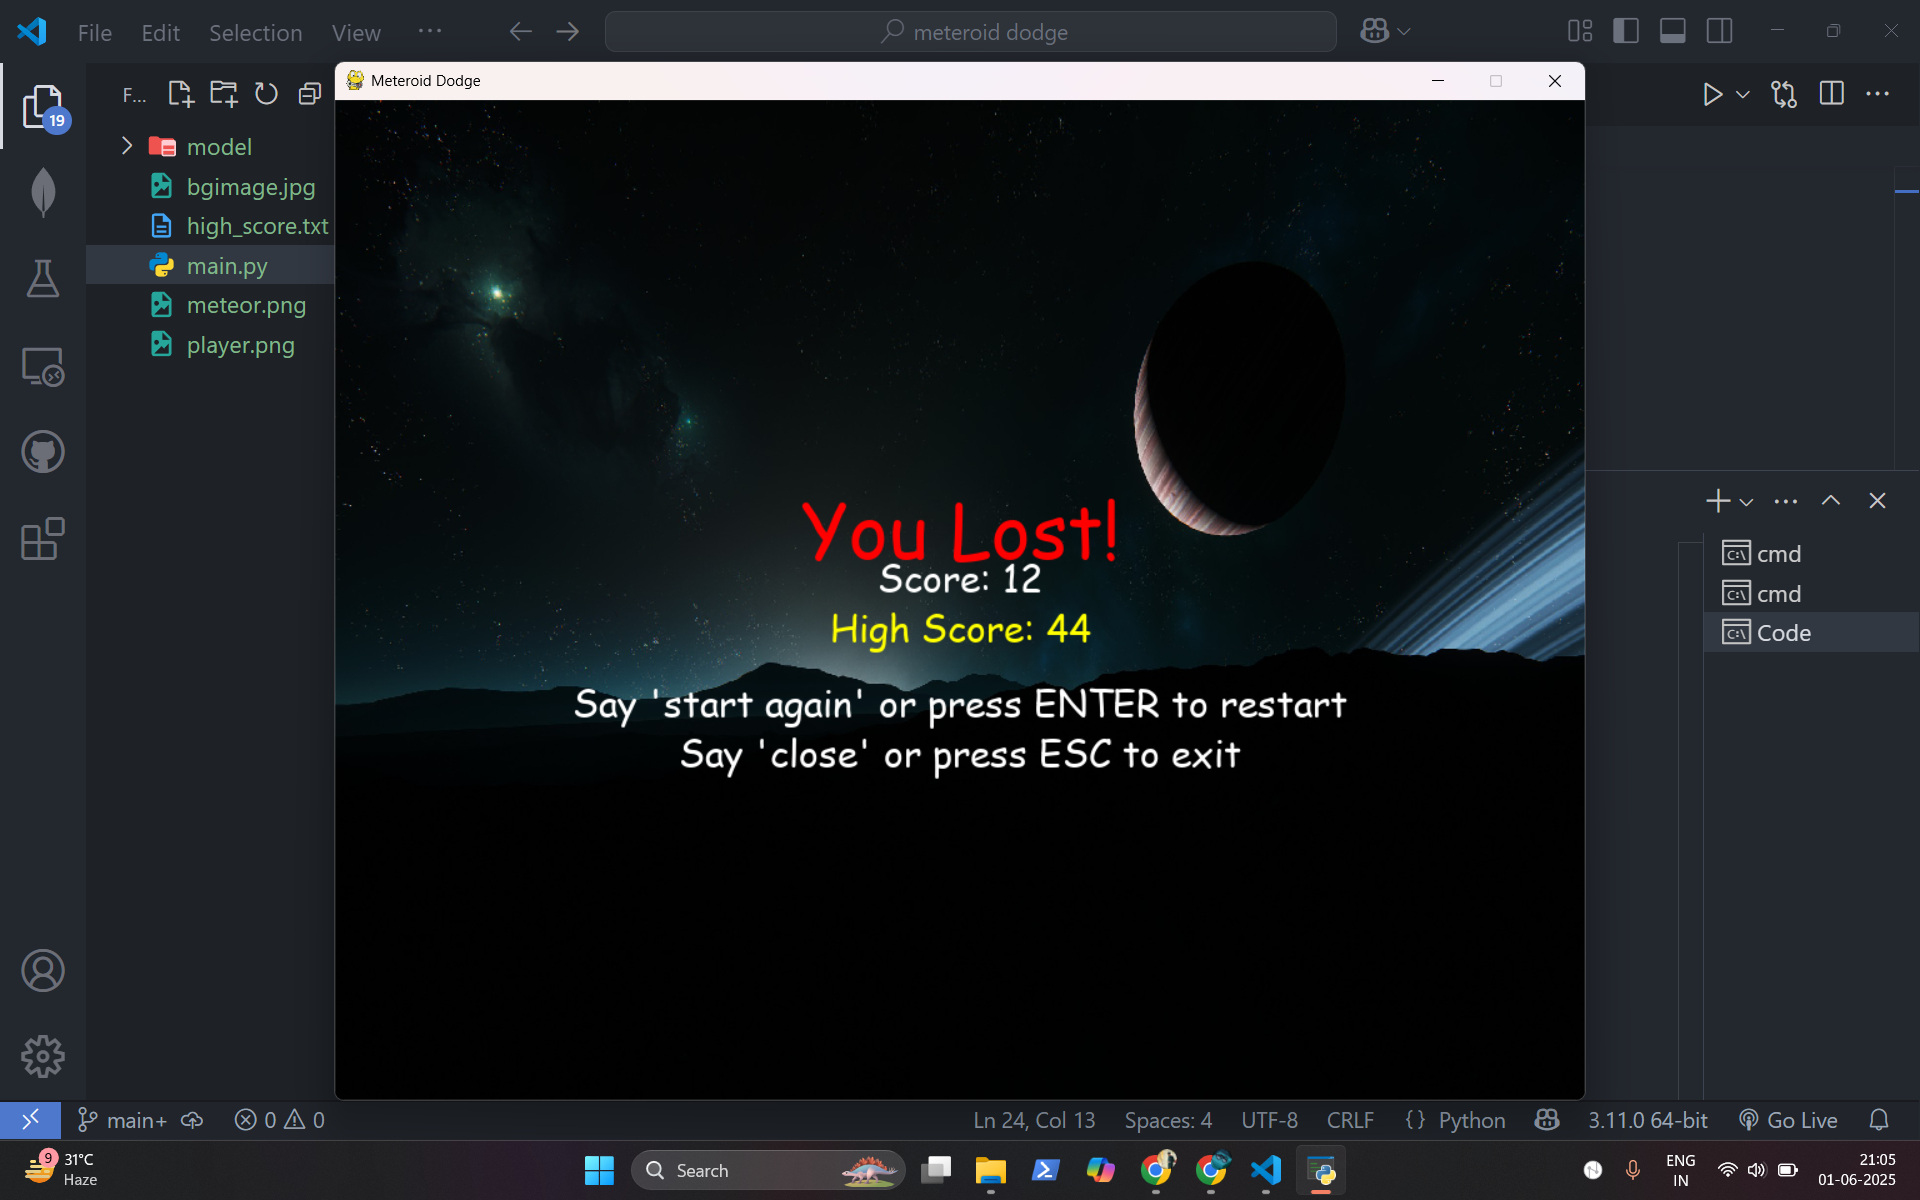 File Edit Selection View ···
meteroid dodge
F...
Meteroid Dodge
19
model
bgimage.jpg
high_score.txt
main.py
meteor.png
player.png
You Lost!
Score: 12
High Score: 44
Say 'start again' or press ENTER to restart
Say 'close' or press ESC to exit
cmd
cmd
Code
main+ 0 0 Ln 24, Col 13 Spaces: 4 UTF-8 CRLF {} Python 3.11.0 64-bit Go Live
9
31°C
Haze
Search
ENG
IN
21:05
01-06-2025